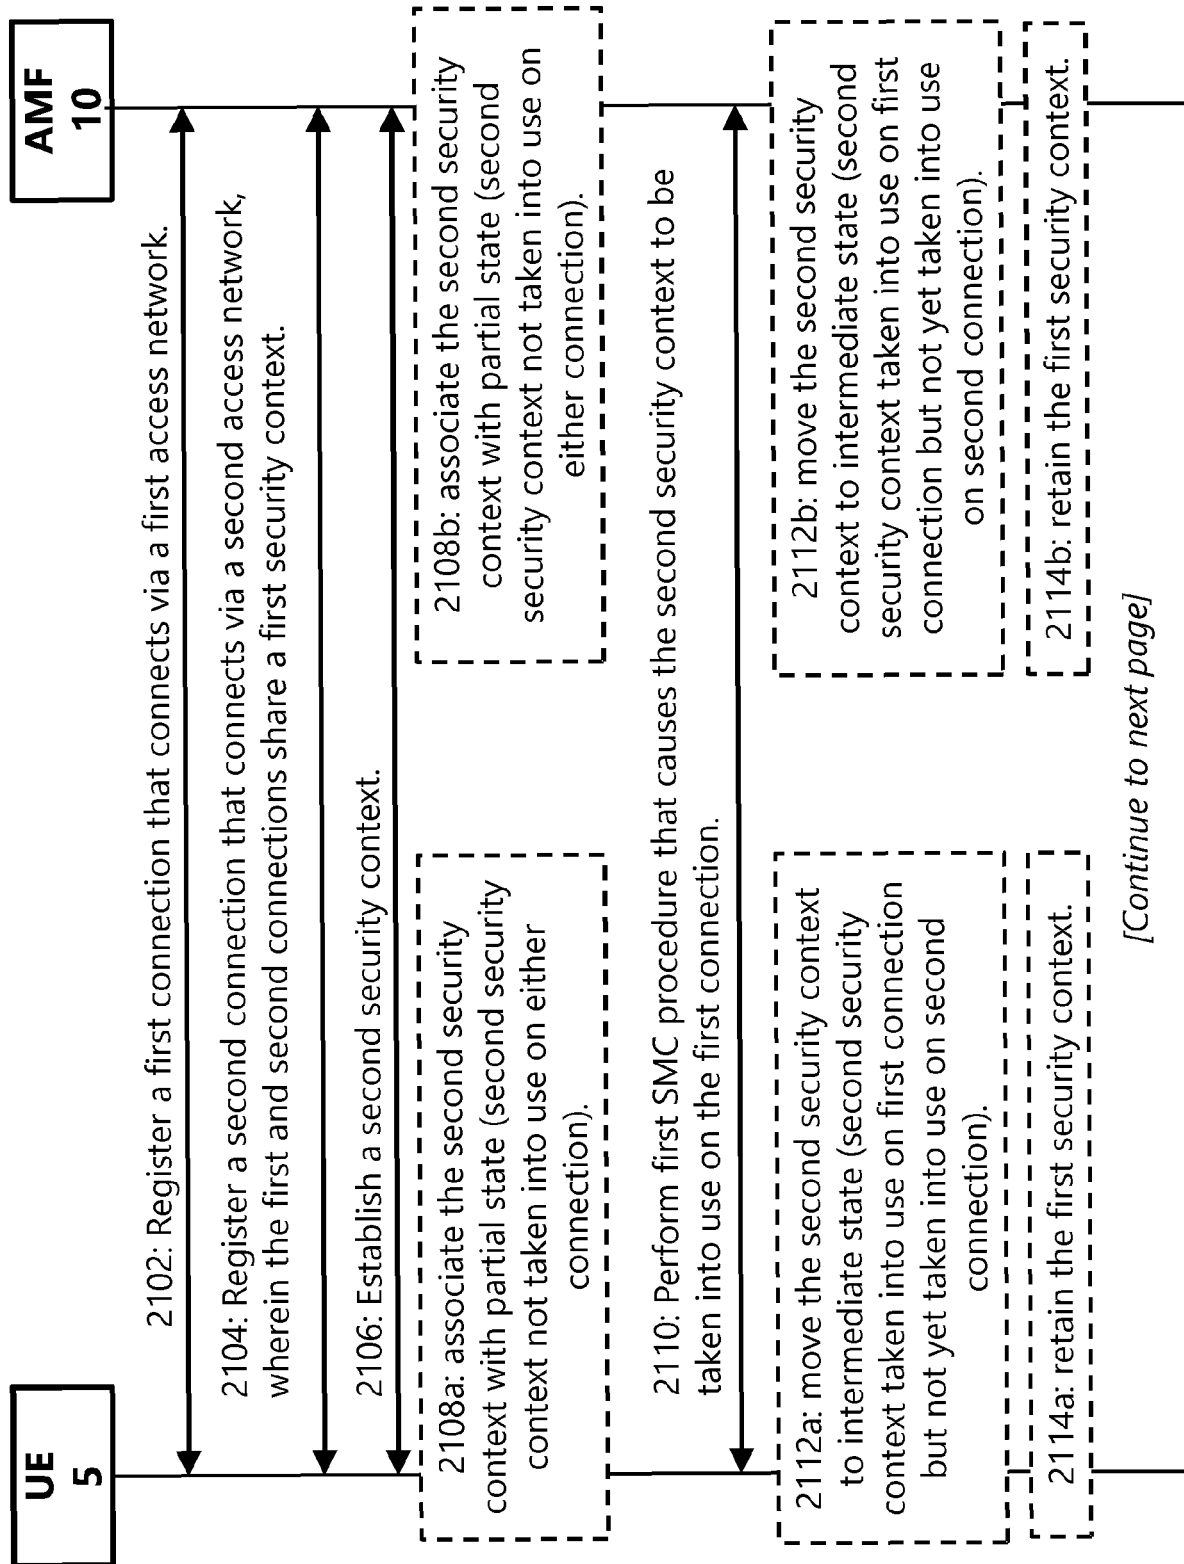 UE
5
AMF
10
2102: Register a first connection that connects via a first access network.
2104: Register a second connection that connects via a second access network,
wherein the first and second connections share a first security context.
2106: Establish a second security context.
2108a: associate the second security
context with partial state (second security
context not taken into use on either
connection).
2108b: associate the second security
context with partial state (second
security context not taken into use on
either connection).
2110: Perform first SMC procedure that causes the second security context to be
taken into use on the first connection.
2112a: move the second security context
to intermediate state (second security
context taken into use on first connection
but not yet taken into use on second
connection).
2112b: move the second security
context to intermediate state (second
security context taken into use on first
connection but not yet taken into use
on second connection).
2114a: retain the first security context.
2114b: retain the first security context.
[Continue to next page]